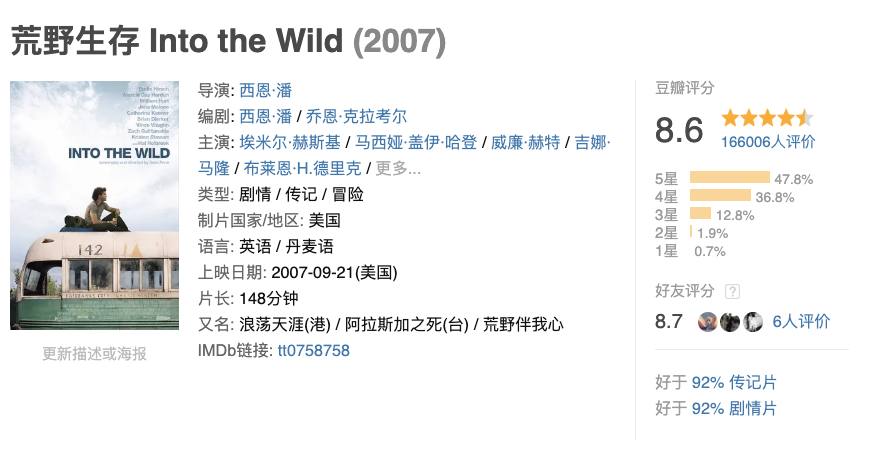 荒野生存 Into the Wild (2007)
Emile Hirsch
Marcia Gay Harden
William Hurt
Jena Malone
Catherine Keener
Brian Dierker
Vince Vaughn
Zach Galifianakis
Kristen Stewart
Hal Holbrook
INTO THE WILD
142
更新描述或海报
导演: 西恩·潘
编剧: 西恩·潘 / 乔恩·克拉考尔
主演: 埃米尔·赫斯基 / 马西娅·盖伊·哈登 / 威廉·赫特 / 吉娜·
马隆 / 布莱恩·H.德里克 / 更多...
类型: 剧情 / 传记 / 冒险
制片国家/地区: 美国
语言: 英语 / 丹麦语
上映日期: 2007-09-21(美国)
片长: 148分钟
又名: 浪荡天涯(港) / 阿拉斯加之死(台) / 荒野伴我心
IMDb链接: tt0758758
豆瓣评分
8.6
166006人评价
5星 47.8%
4星 36.8%
3星 12.8%
2星 1.9%
1星 0.7%
好友评分 ?
8.7 6人评价
好于 92% 传记片
好于 92% 剧情片